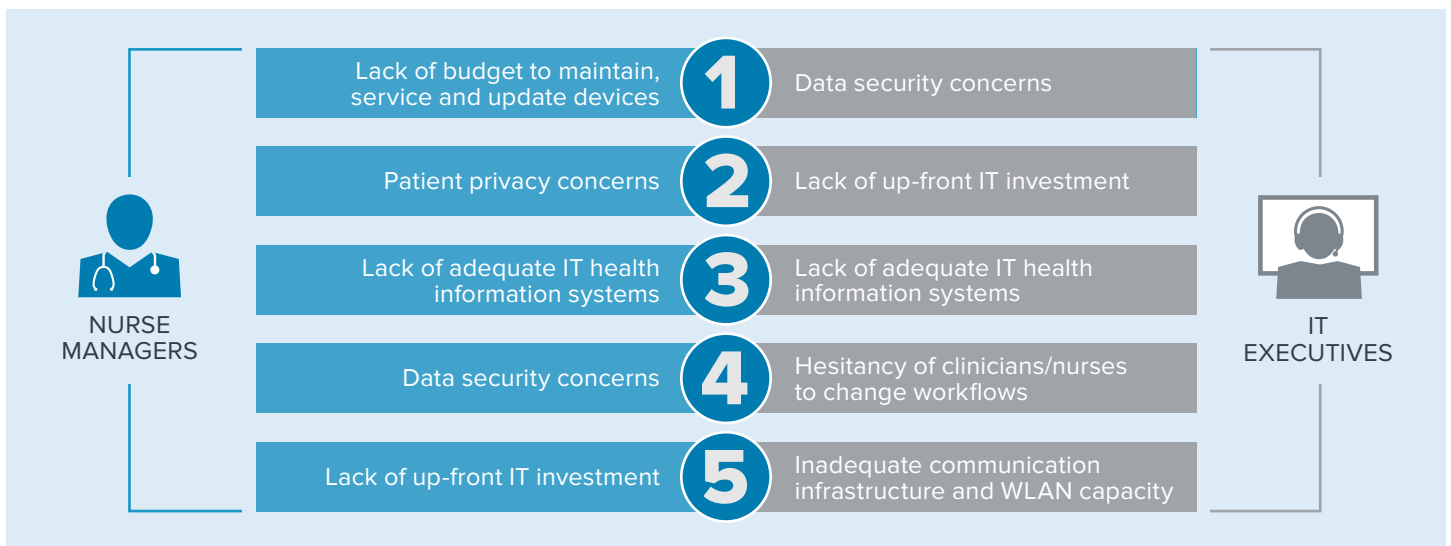 Lack of budget to maintain,
service and update devices
1
Data security concerns
Patient privacy concerns
2
Lack of up-front IT investment
Lack of adequate IT health
information systems
3
Lack of adequate IT health
information systems
Data security concerns
4
Hesitancy of clinicians/nurses
to change workflows
Lack of up-front IT investment
5
Inadequate communication
infrastructure and WLAN capacity
NURSE
MANAGERS
IT
EXECUTIVES